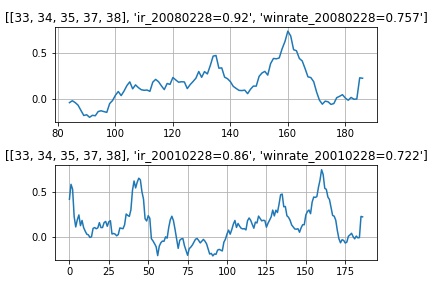 [[33, 34, 35, 37, 38], 'ir_20080228=0.92', 'winrate_20080228=0.757']
0.5
0.0
80 100 120 140 160 180
[[33, 34, 35, 37, 38], 'ir_20010228=0.86', 'winrate_20010228=0.722']
0.5
0.0
0 25 50 75 100 125 150 175